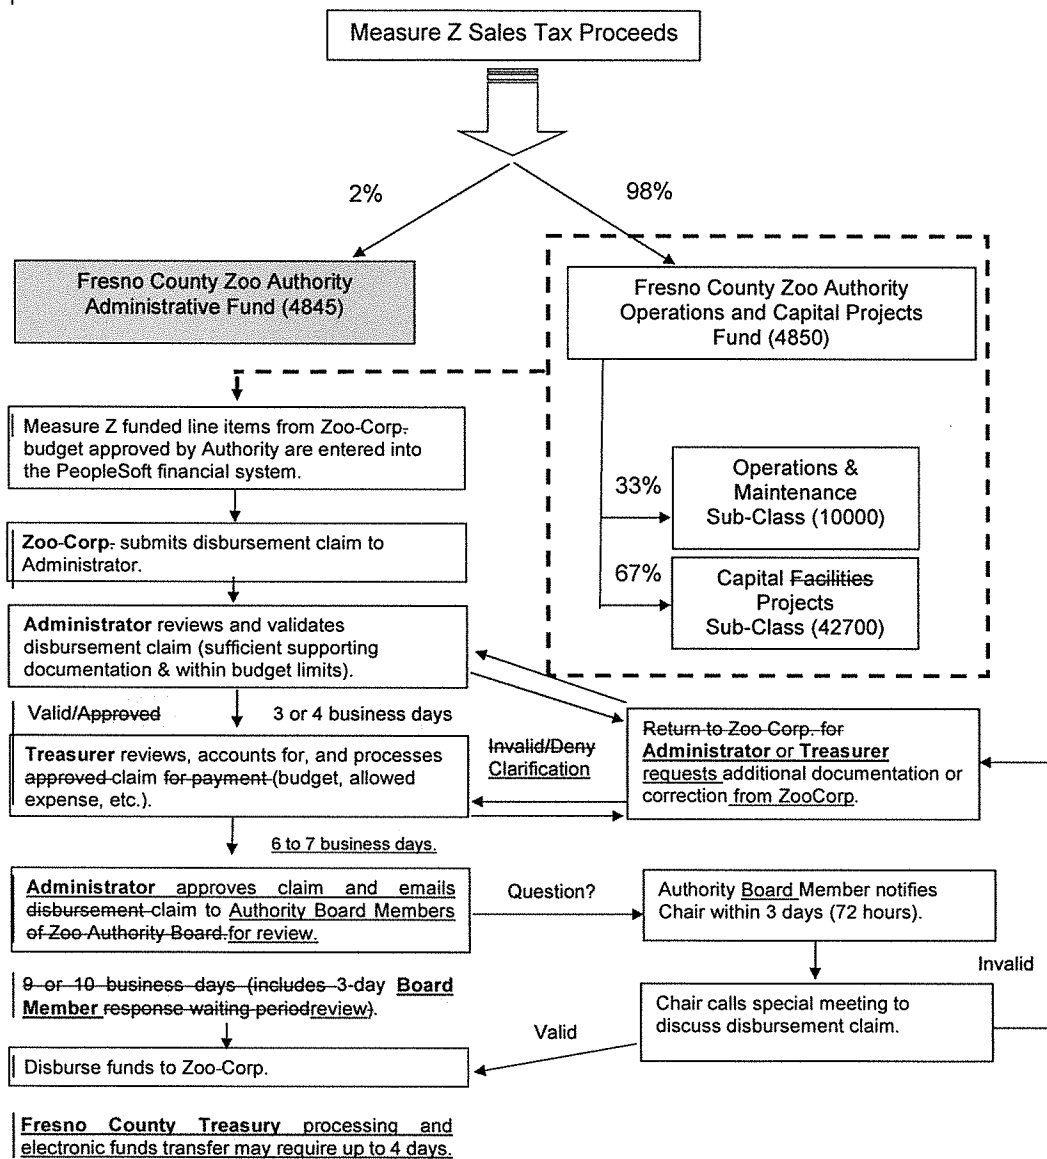 Measure Z Sales Tax Proceeds
2%
98%
Fresno County Zoo Authority
Administrative Fund (4845)
Fresno County Zoo Authority
Operations and Capital Projects
Fund (4850)
Measure Z funded line items from Zoo-Corp.
budget approved by Authority are entered into
the PeopleSoft financial system.
33%
Operations &
Maintenance
Sub-Class (10000)
Zoo-Corp. submits disbursement claim to
Administrator.
67%
Capital Facilities
Projects
Sub-Class (42700)
Administrator reviews and validates
disbursement claim (sufficient supporting
documentation & within budget limits).
Valid/Approved
3 or 4 business days
Treasurer reviews, accounts for, and processes
approved claim for payment (budget, allowed
expense, etc.).
Invalid/Deny
Clarification
Return to Zoo Corp. for
Administrator or Treasurer
requests additional documentation or
correction from ZooCorp.
6 to 7 business days.
Administrator approves claim and emails
disbursement claim to Authority Board Members
of Zoo Authority Board.for review.
Question?
Authority Board Member notifies
Chair within 3 days (72 hours).
Invalid
9 or 10 business days (includes 3-day Board
Member response waiting periodreview).
Chair calls special meeting to
discuss disbursement claim.
Valid
Disburse funds to Zoo-Corp.
Fresno County Treasury processing and
electronic funds transfer may require up to 4 days.